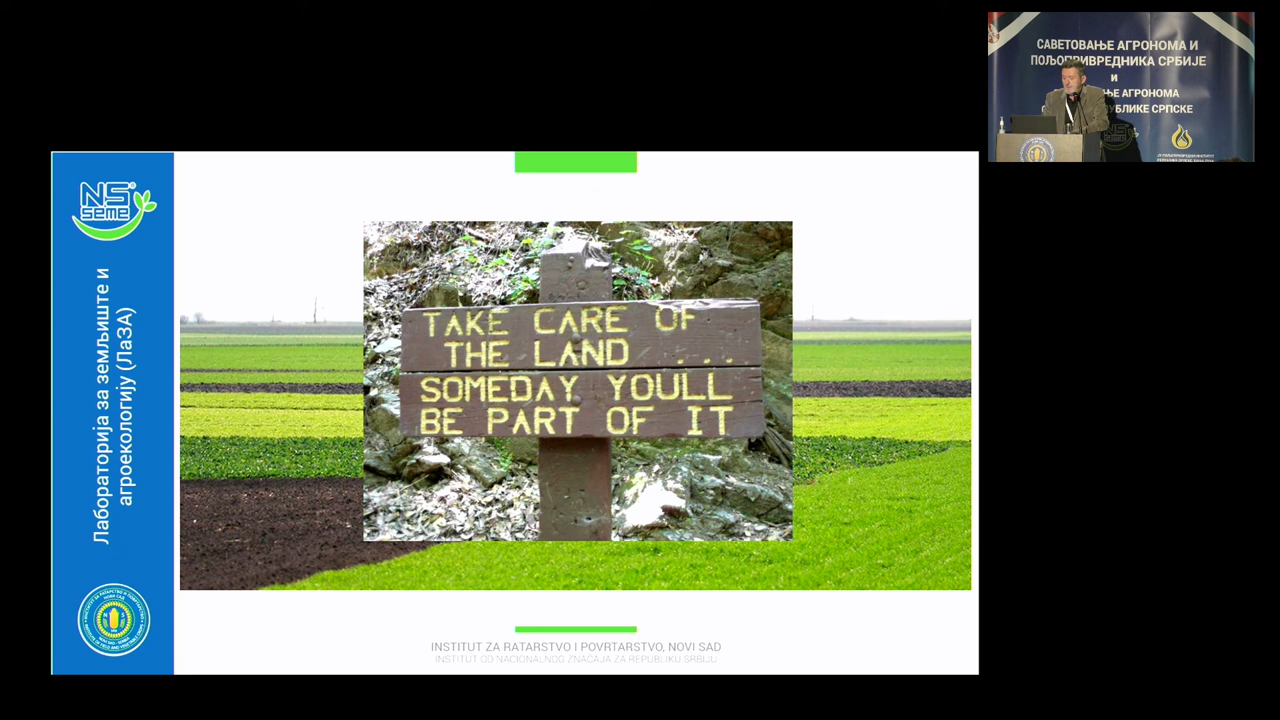 САВЕТОВАЊЕ АГРОНОМА И
ПОЉОПРИВРЕДНИКА СРБИЈЕ
И
АГРОНОМА
СРПСКЕ
NS®
seme
Лабораторија за земљиште и
агроекологију (ЛаЗА)
TAKE CARE OF
THE LAND . . .
SOMEDAY YOULL
BE PART OF IT
INSTITUT ZA RATARSTVO I POVRTARSTVO, NOVI SAD
INSTITUT OD NACIONALNOG ZNAČAJA ZA REPUBLIKU SRBIJU